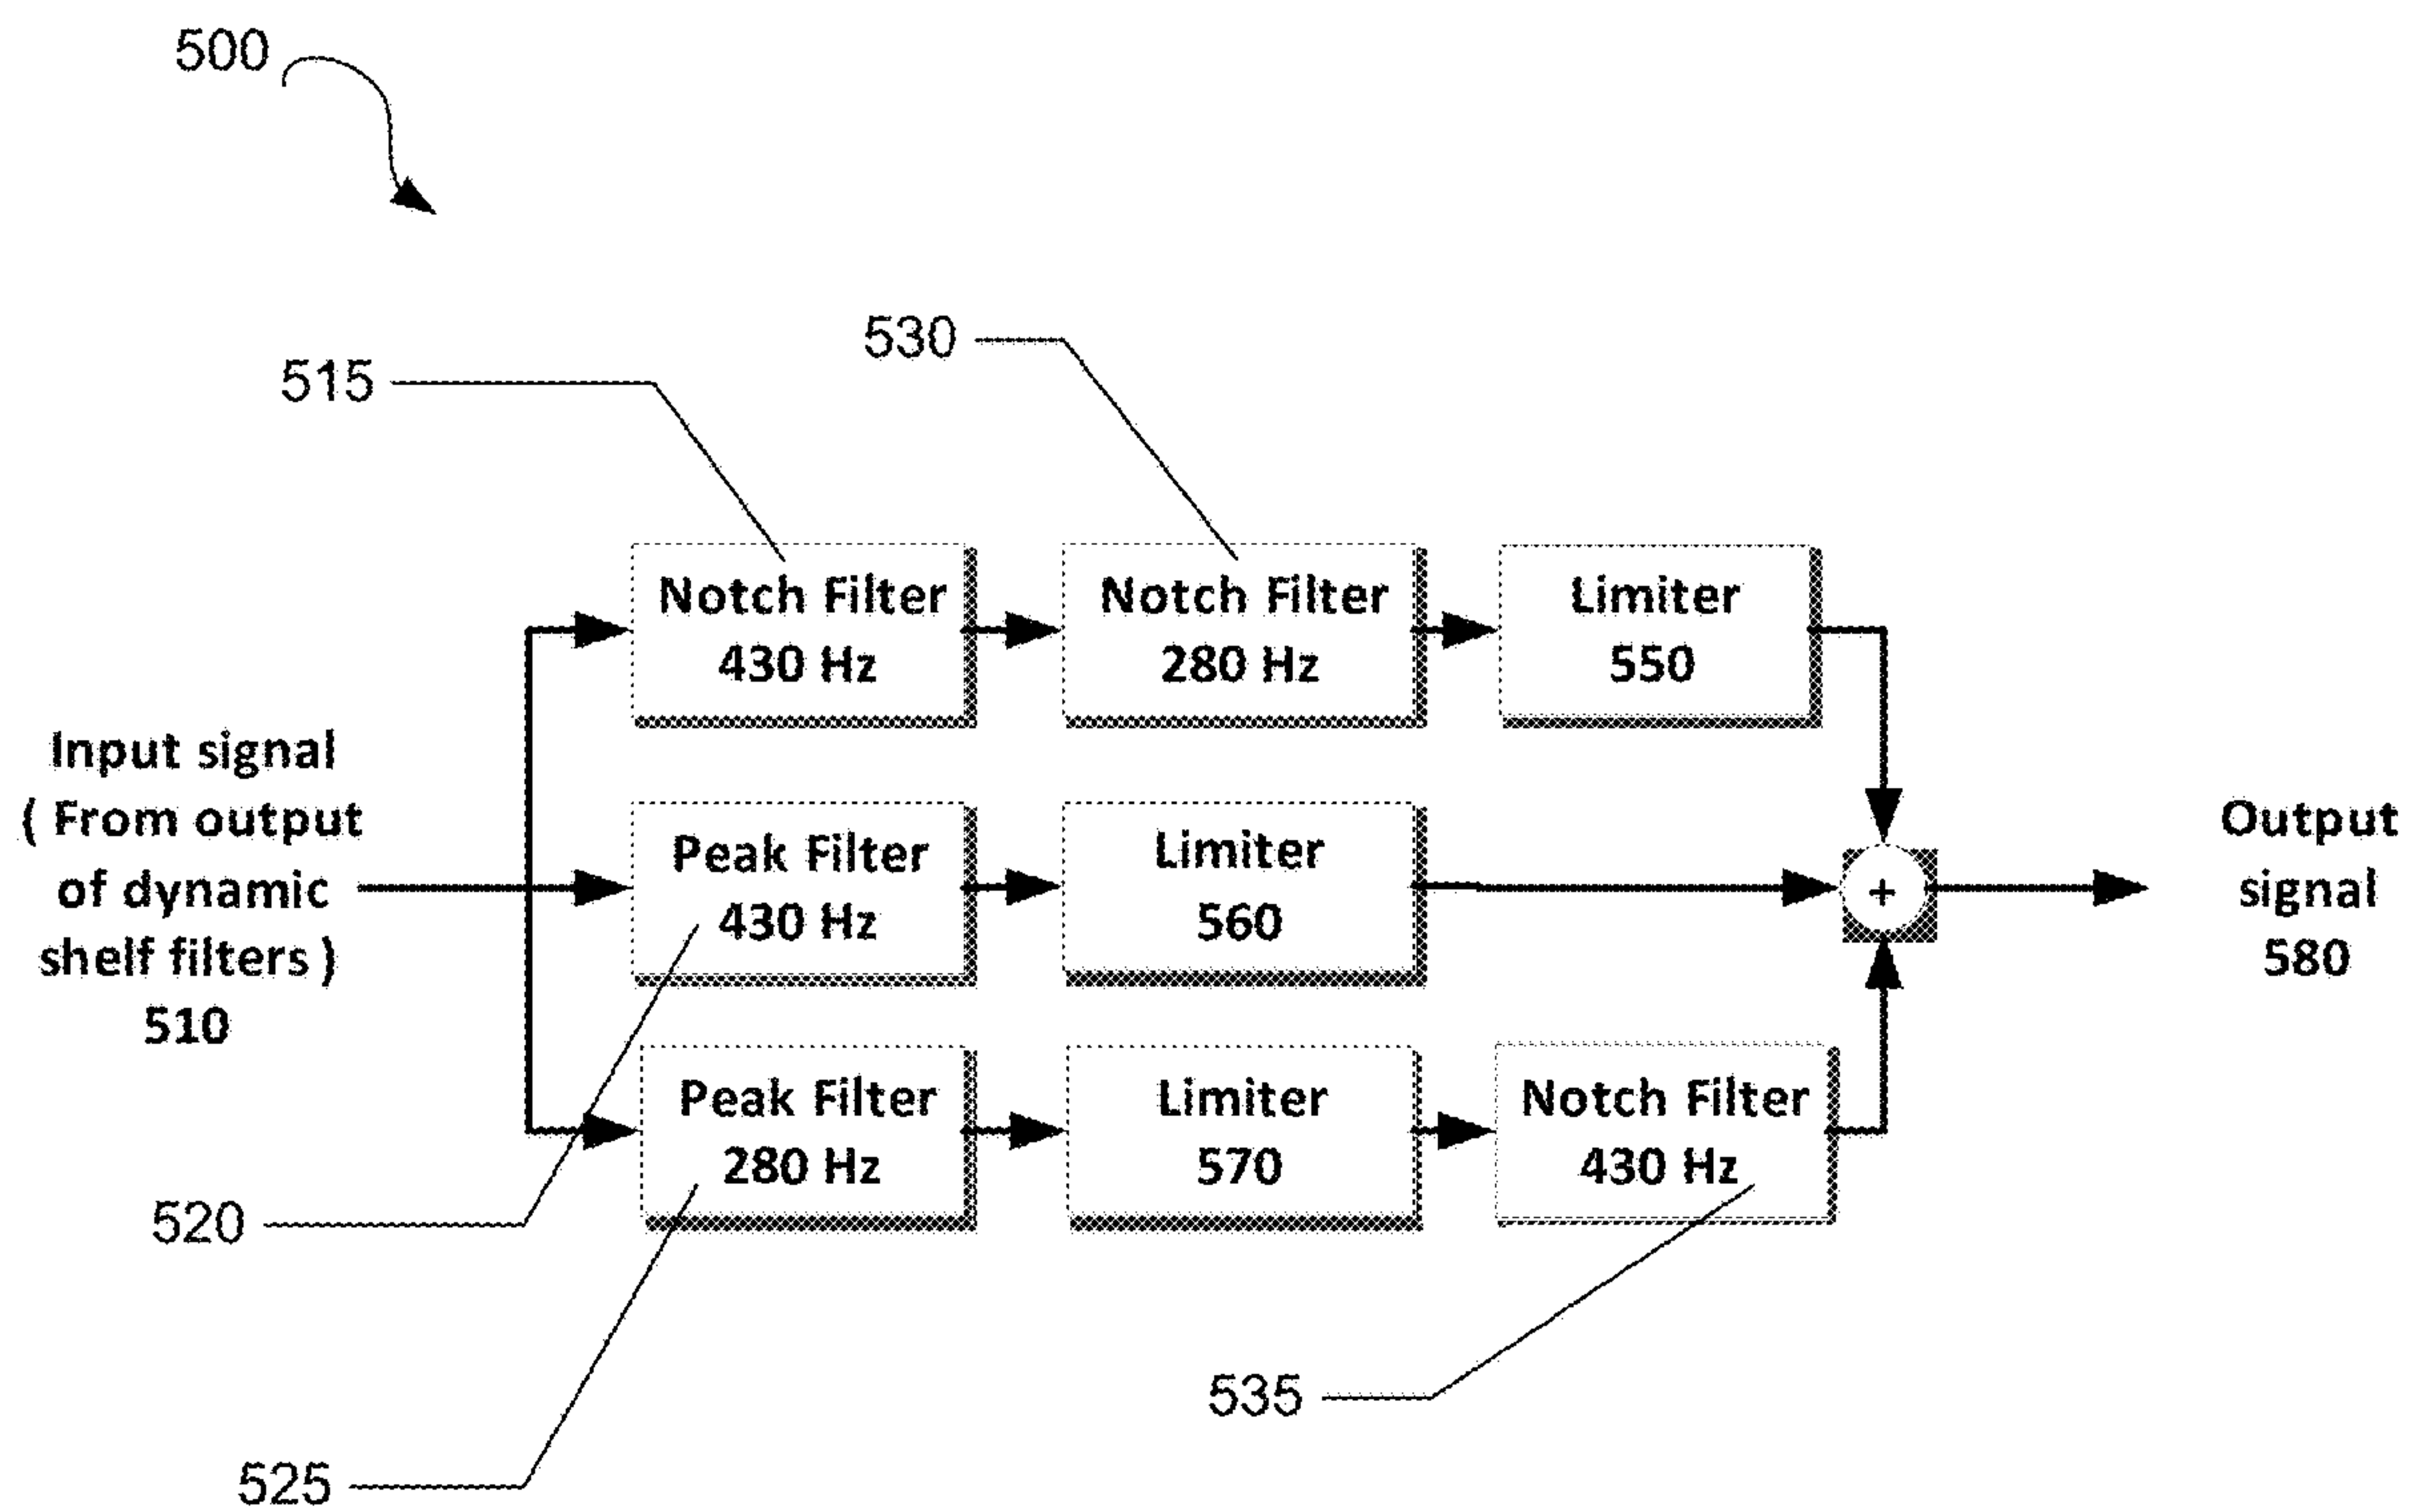 500
530
515
Notch Filter
430 Hz
Notch Filter
280 Hz
Limiter
550
Input signal
( From output
of dynamic
shelf filters )
510
Peak Filter
430 Hz
Limiter
560
+
Output
signal
580
Peak Filter
280 Hz
Limiter
570
Notch Filter
430 Hz
520
535
525